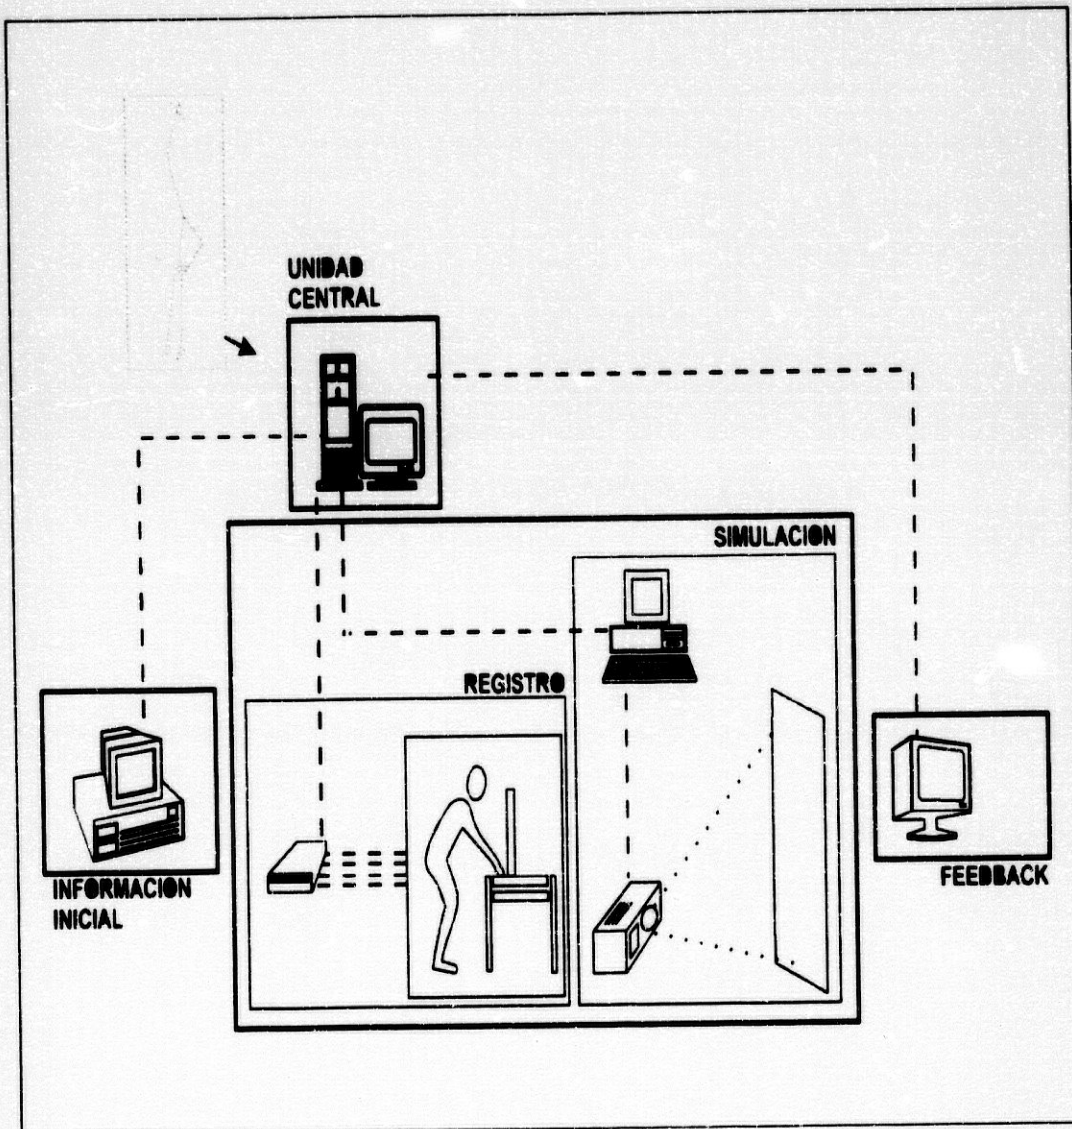 UNIDAD
CENTRAL
SIMULACION
REGISTRO
INFORMACION
INICIAL
FEEDBACK